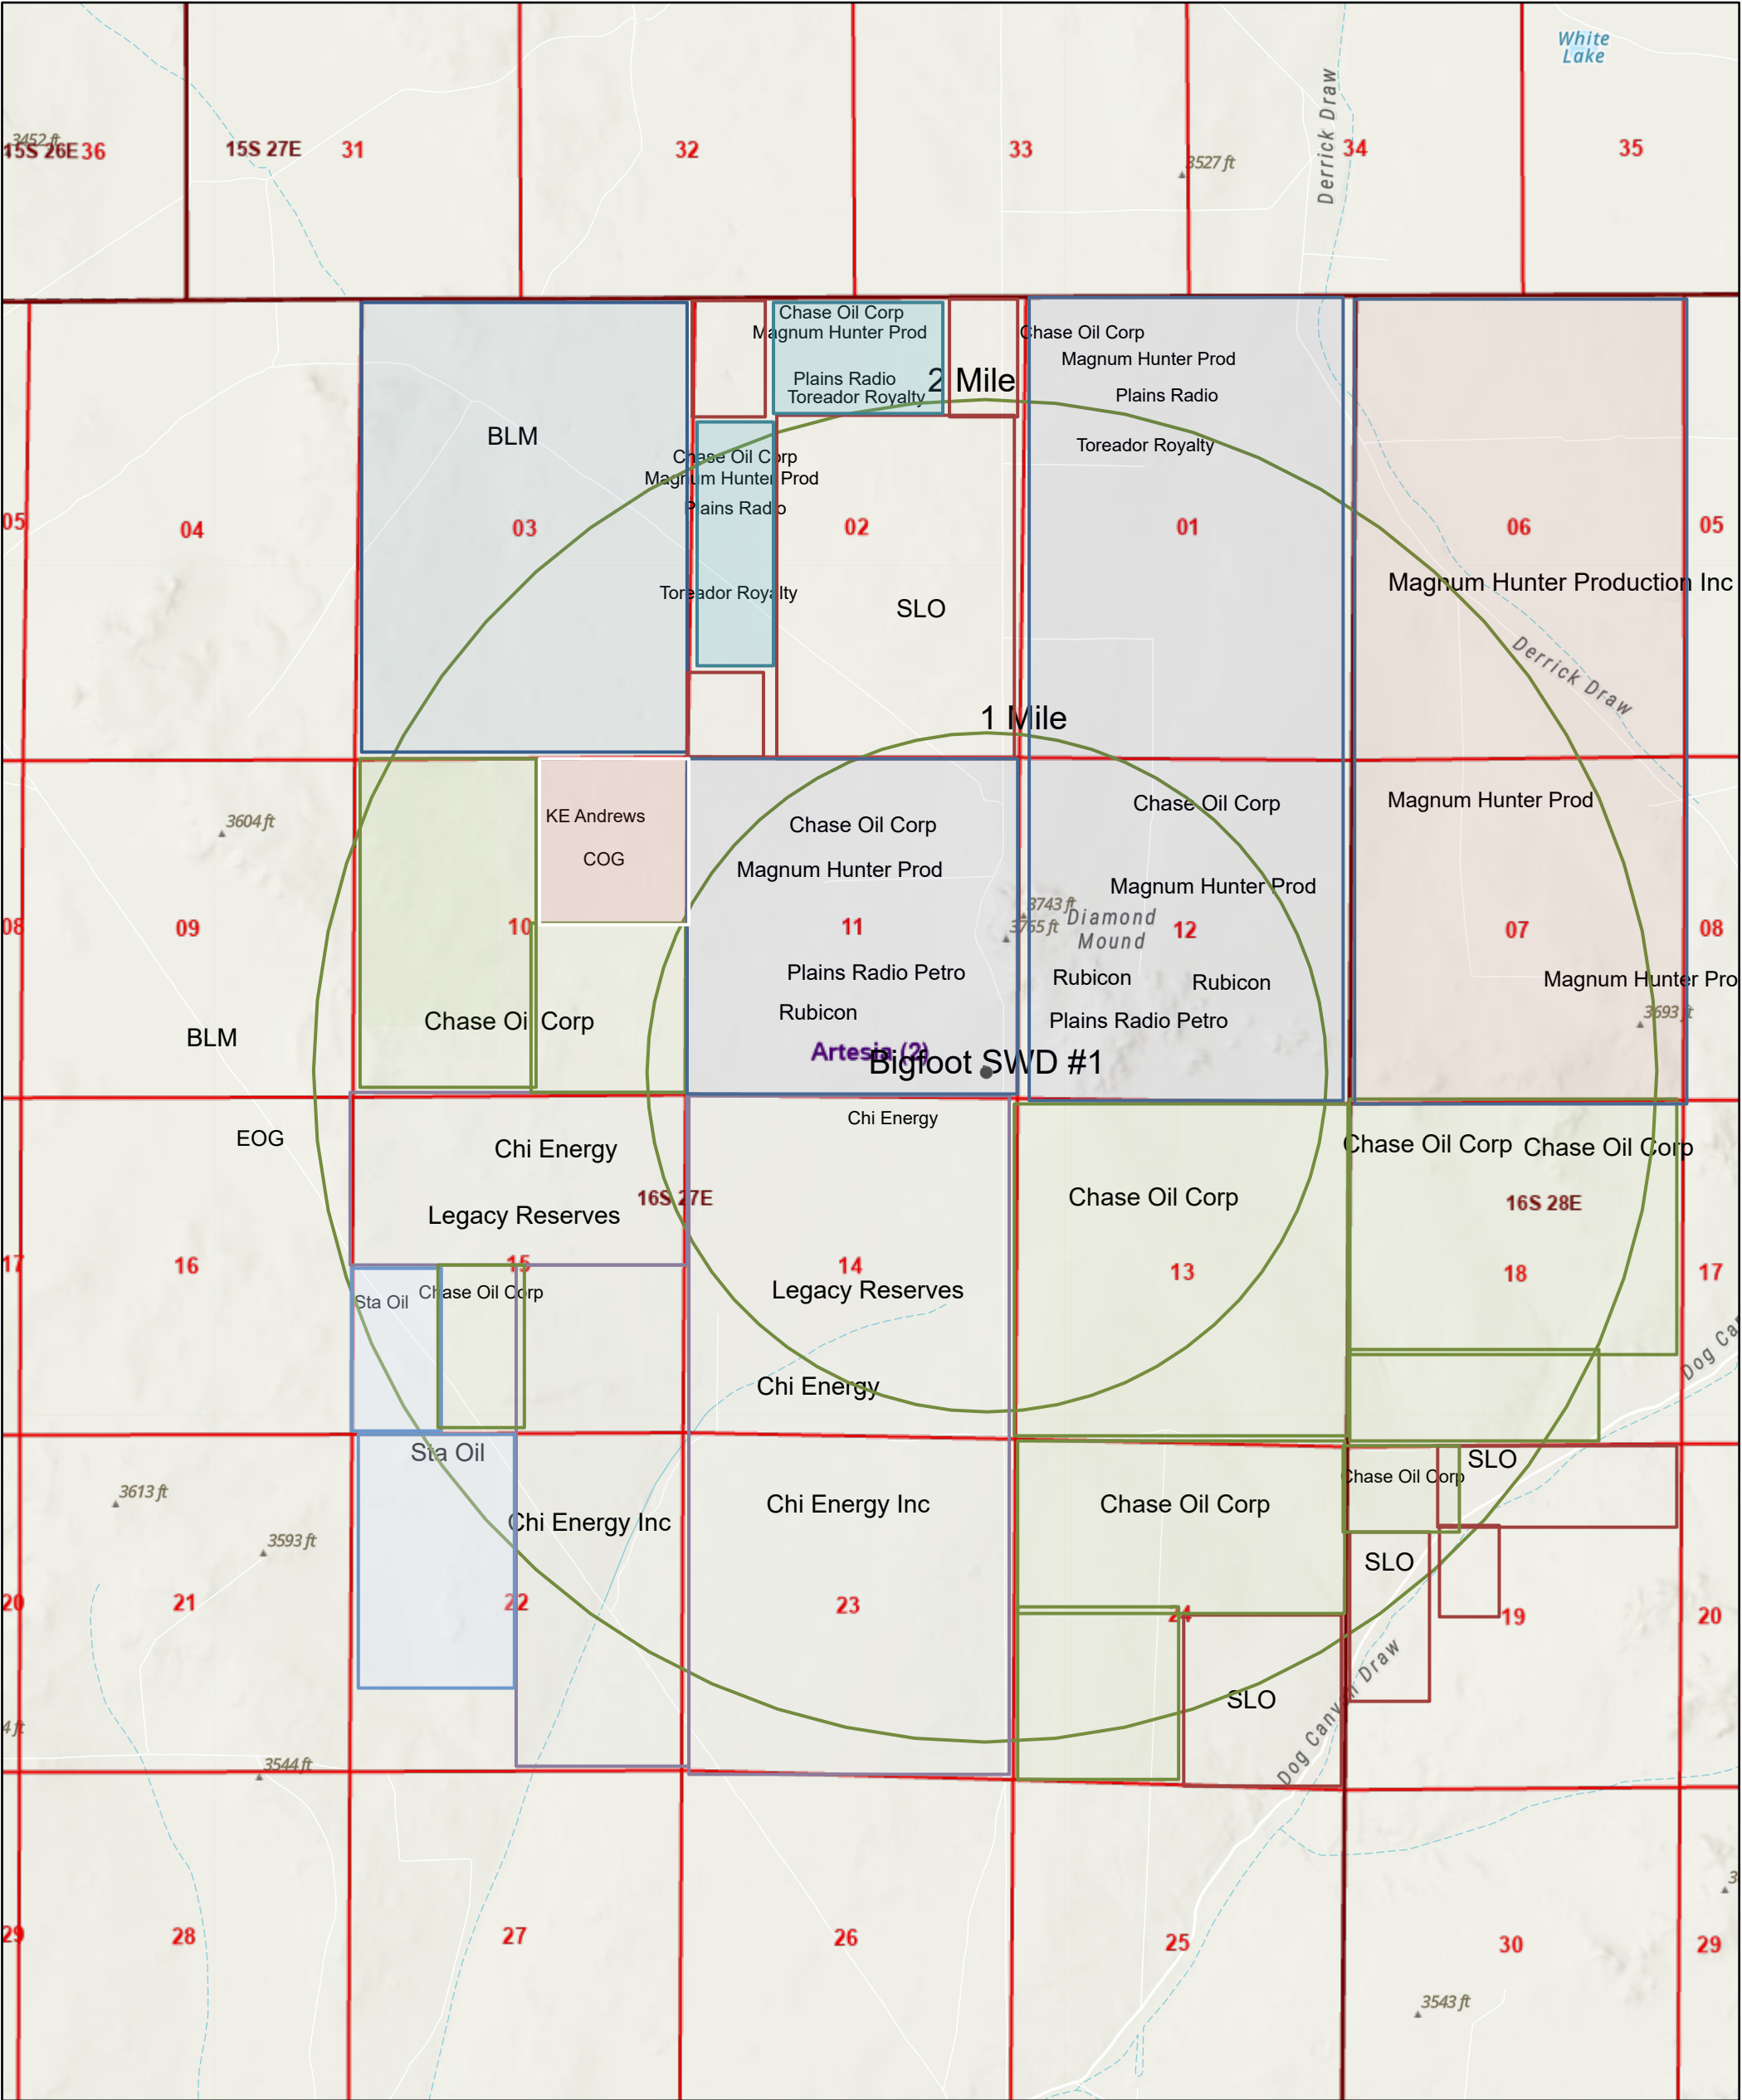 White
Lake
3452 ft
15S 26E 36
15S 27E 31
32
33
34
35
3527 ft
Derrick Draw
Chase Oil Corp
Magnum Hunter Prod
Plains Radio
Toreador Royalty
2 Mile
Chase Oil Corp
Magnum Hunter Prod
Plains Radio
Toreador Royalty
BLM
Chase Oil Corp
Magnum Hunter Prod
Plains Radio
Toreador Royalty
05
04
03
02
01
06
05
SLO
Magnum Hunter Production Inc
Derrick Draw
1 Mile
3604 ft
KE Andrews
COG
Chase Oil Corp
Magnum Hunter Prod
Chase Oil Corp
Magnum Hunter Prod
Magnum Hunter Prod
08
09
10
11
12
07
08
3743 ft
3765 ft
Diamond
Mound
Plains Radio Petro
Rubicon
Rubicon
Rubicon
Plains Radio Petro
Magnum Hunter Pro
3693 ft
BLM
Chase Oil Corp
Artesia (2)
Bigfoot SWD #1
EOG
Chi Energy
Legacy Reserves
16S 27E
Chi Energy
Chase Oil Corp
Chase Oil Corp
Chase Oil Corp
16S 28E
17
16
15
14
13
18
17
Legacy Reserves
Sta Oil
Chase Oil Corp
Chi Energy
Dog Ca
Sta Oil
Chi Energy Inc
Chi Energy Inc
Chase Oil Corp
Chase Oil Corp
SLO
SLO
3613 ft
3593 ft
20
21
22
23
24
19
20
SLO
Dog Canyon Draw
4 ft
3544 ft
29
28
27
26
25
30
29
3543 ft
3